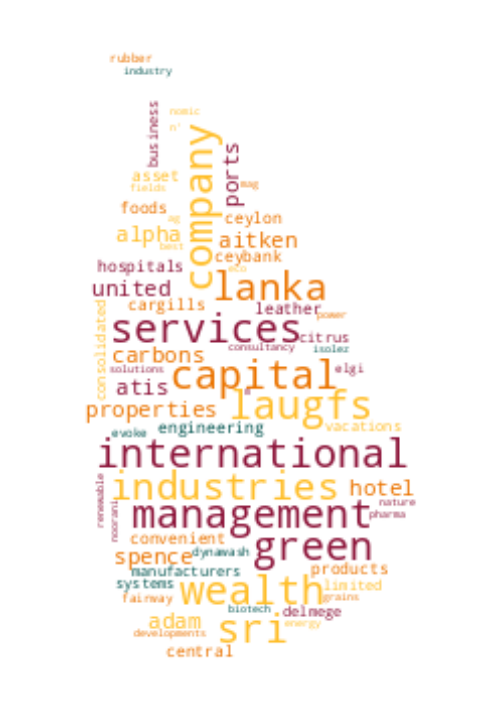 rubber
industry
business
nomic
n'
company
ports
asset
fields
mag
foods
ag
ceylon
alpha
best
aitken
ceybank
hospitals
eco
united
lanka
consolidated
cargills
leather
power
services
citrus
consultancy
isolez
carbons
solutions
capital
elgi
atis
properties
laugfs
evoke
engineering
vacations
international
renewable
industries
hotel
noorani
management
nature
pharma
convenient
green
spence
dynawash
manufacturers
products
systems
wealth
limited
fairway
grains
biotech
delmege
adam
sri
energy
developments
central